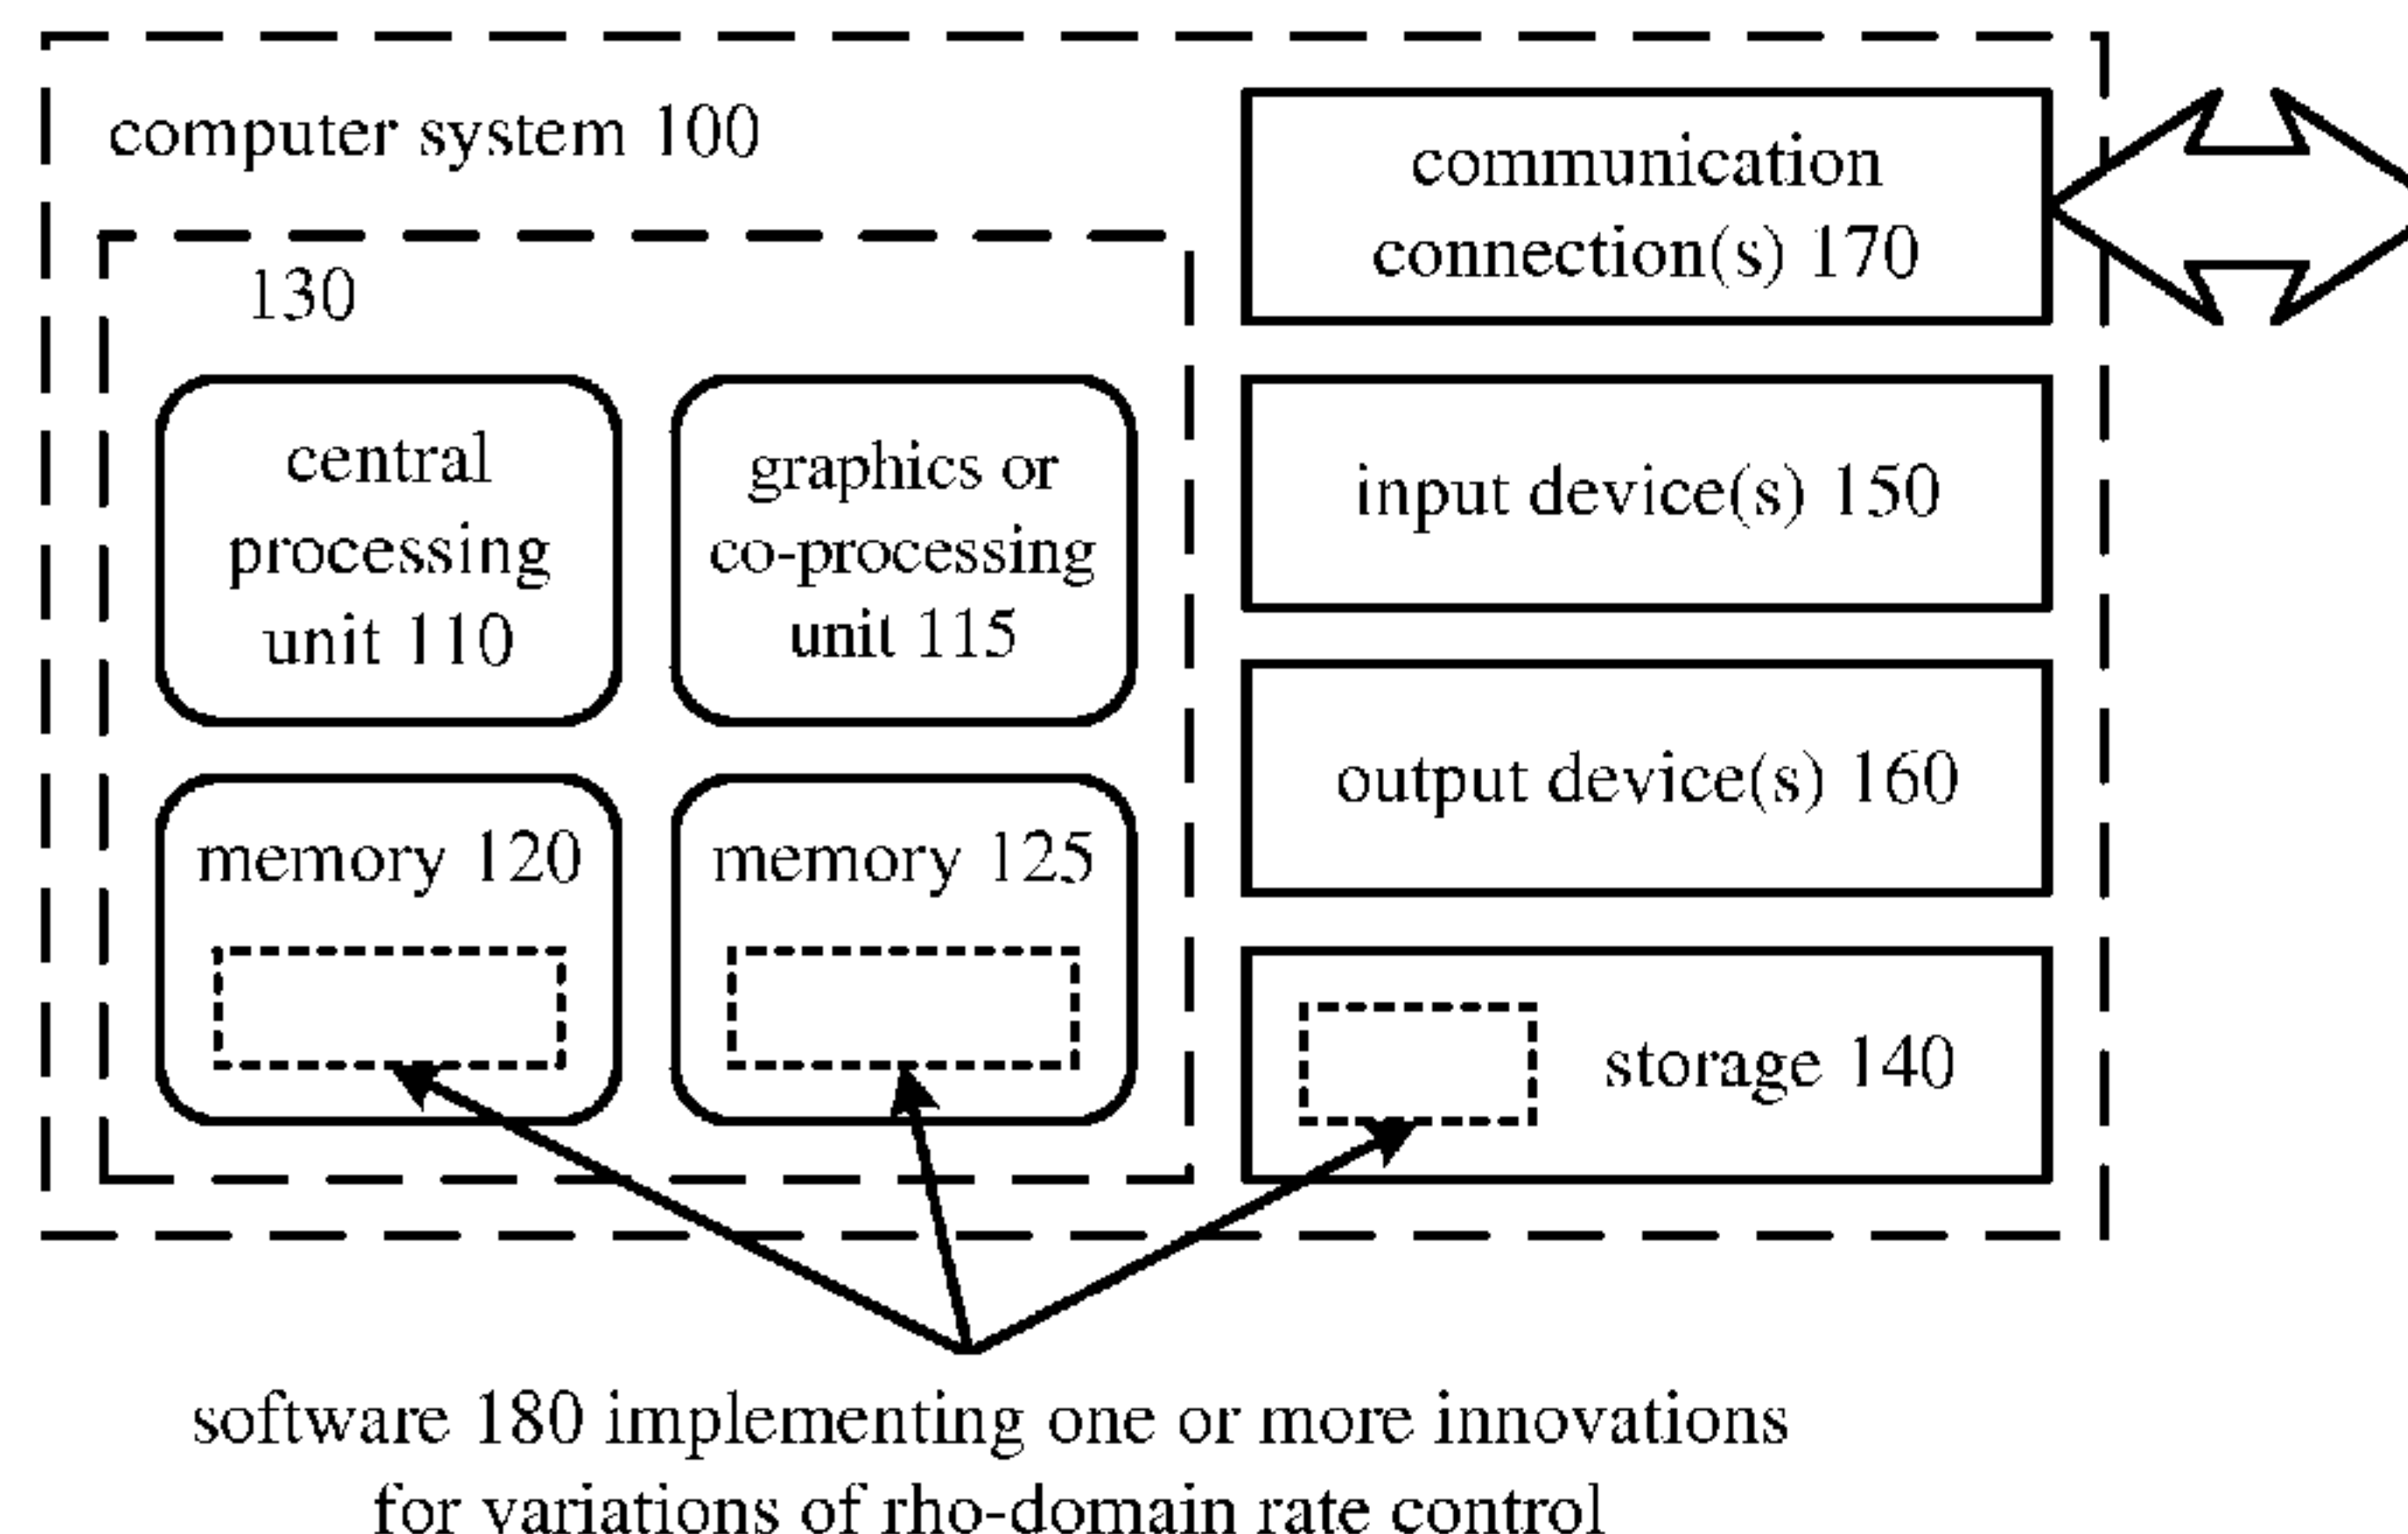 computer system 100
130
central
processing
unit 110
graphics or
co-processing
unit 115
memory 120
memory 125
communication
connection(s) 170
input device(s) 150
output device(s) 160
storage 140
software 180 implementing one or more innovations
for variations of rho-domain rate control